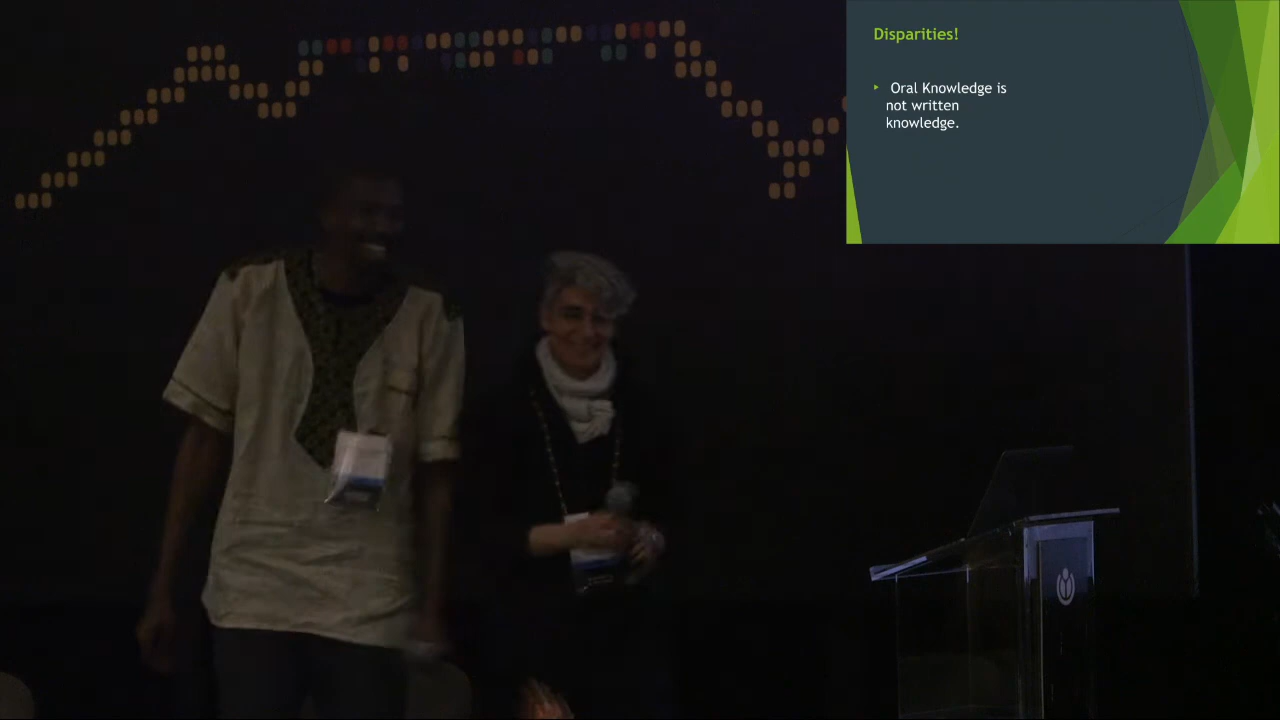 Disparities!
Oral Knowledge is
not written
knowledge.